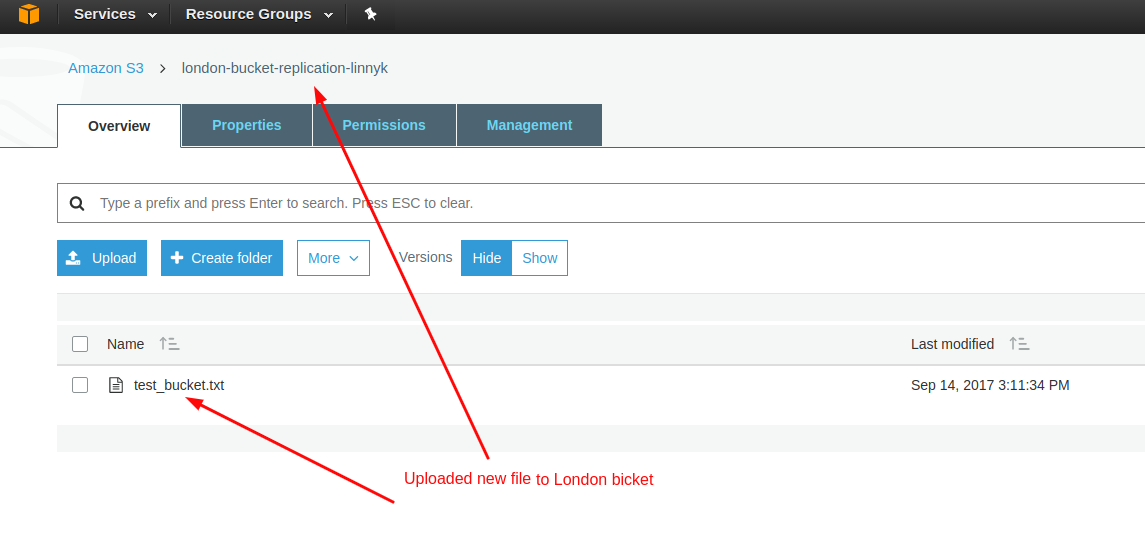 Services Resource Groups
Amazon S3 > london-bucket-replication-linnyk
Overview Properties Permissions Management
Type a prefix and press Enter to search. Press ESC to clear.
Upload Create folder More Versions Hide Show
Name Last modified
test_bucket.txt Sep 14, 2017 3:11:34 PM
Uploaded new file to London bicket